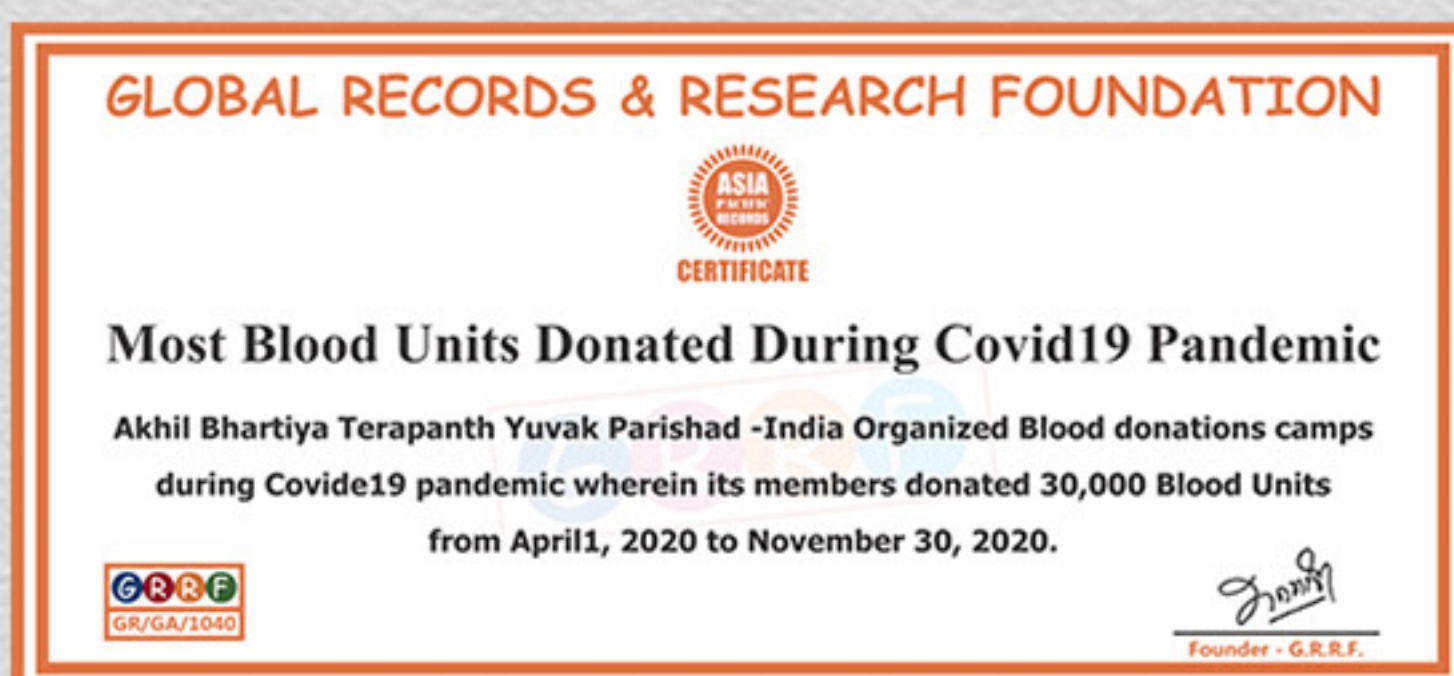 GLOBAL RECORDS & RESEARCH FOUNDATION
ASIA
PACIFIC
RECORDS
CERTIFICATE
Most Blood Units Donated During Covid19 Pandemic
GRRF
Akhil Bhartiya Terapanth Yuvak Parishad -India Organized Blood donations camps
during Covide19 pandemic wherein its members donated 30,000 Blood Units
from April1, 2020 to November 30, 2020.
GRRF
GR/GA/1040
Founder - G.R.R.F.